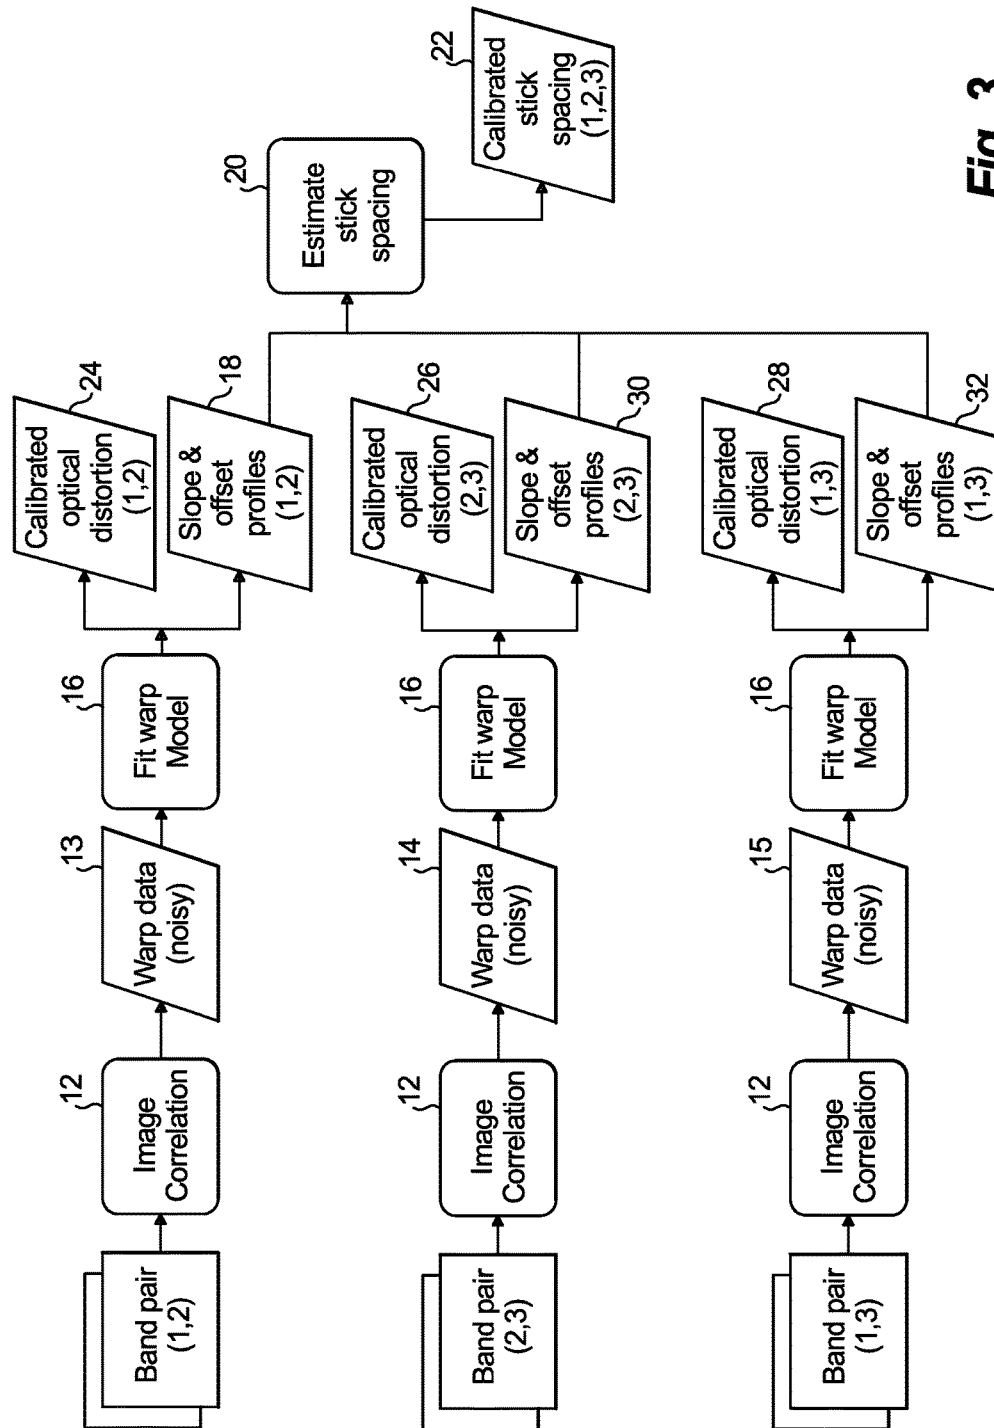 Band pair
(1,2)
12
Image
Correlation
13
Warp data
(noisy)
16
Fit warp
Model
24
Calibrated
optical
distortion
(1,2)
18
Slope &
offset
profiles
(1,2)
Band pair
(2,3)
12
Image
Correlation
14
Warp data
(noisy)
16
Fit warp
Model
26
Calibrated
optical
distortion
(2,3)
30
Slope &
offset
profiles
(2,3)
Band pair
(1,3)
12
Image
Correlation
15
Warp data
(noisy)
16
Fit warp
Model
28
Calibrated
optical
distortion
(1,3)
32
Slope &
offset
profiles
(1,3)
20
Estimate
stick
spacing
22
Calibrated
stick
spacing
(1,2,3)
Fig. 3